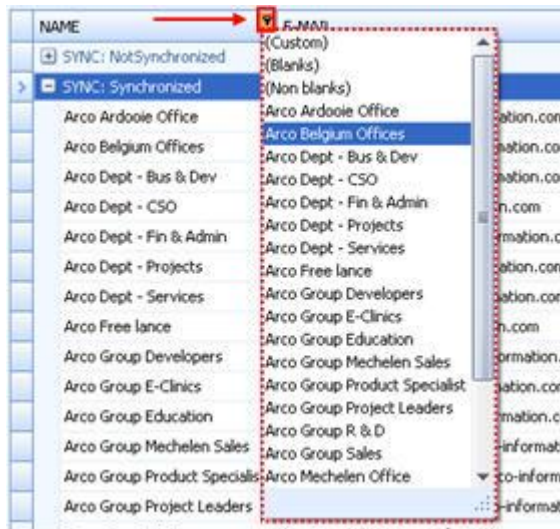 NAME
E-MAIL
SYNC: NotSynchronized
SYNC: Synchronized
Arco Ardooie Office
Arco Belgium Offices
Arco Dept - Bus & Dev
Arco Dept - CSO
Arco Dept - Fin & Admin
Arco Dept - Projects
Arco Dept - Services
Arco Free lance
Arco Group Developers
Arco Group E-Clinics
Arco Group Education
Arco Group Mechelen Sales
Arco Group Product Specialis
Arco Group Project Leaders
(Custom)
(Blanks)
(Non blanks)
Arco Ardooie Office
Arco Belgium Offices
Arco Dept - Bus & Dev
Arco Dept - CSO
Arco Dept - Fin & Admin
Arco Dept - Projects
Arco Dept - Services
Arco Free lance
Arco Group Developers
Arco Group E-Clinics
Arco Group Education
Arco Group Mechelen Sales
Arco Group Product Specialist
Arco Group Project Leaders
Arco Group R & D
Arco Group Sales
Arco Mechelen Office